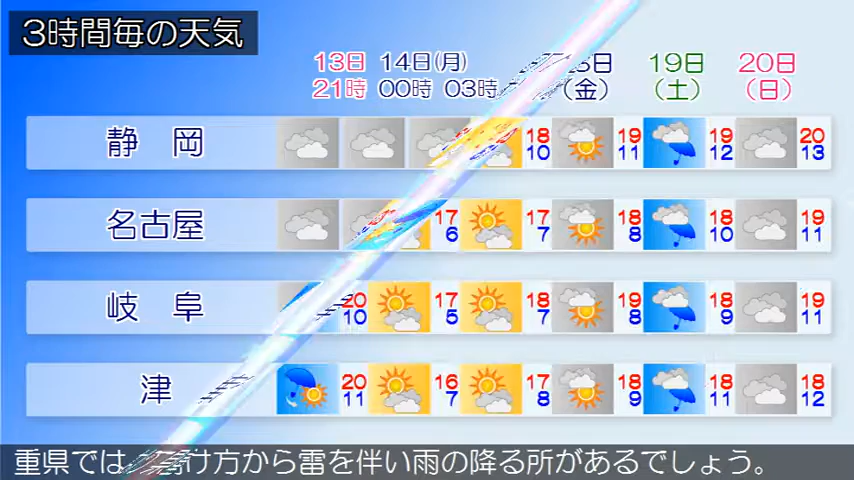 3時間毎の天気
13日 14日(月) 日 19日 20日
21時 00時 03時 (金) (土) (日)
静岡 18 10 19 11 19 12 20 13
名古屋 17 6 17 7 18 8 18 10 19 11
岐阜 20 10 17 5 18 7 19 8 18 9 19 11
津 20 11 16 7 17 8 18 9 18 11 18 12
重県では け方から雷を伴い雨の降る所があるでしょう。